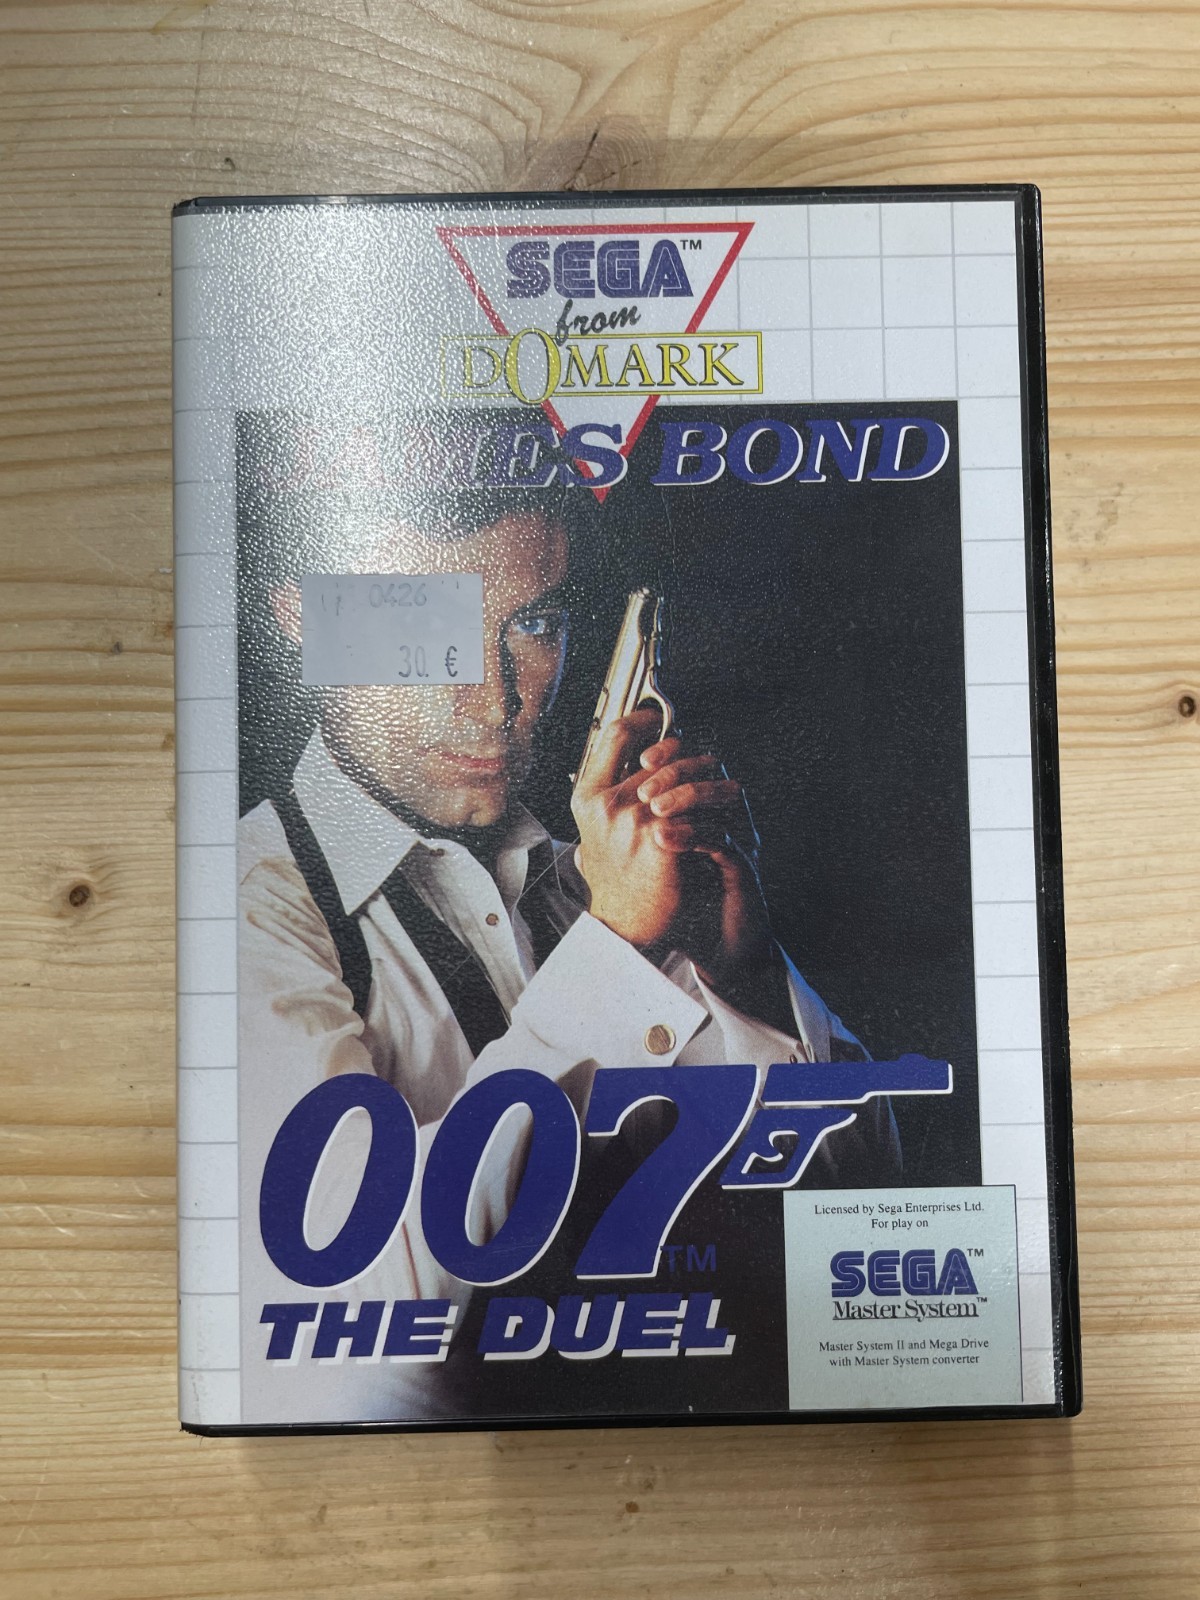 SEGA™
from
DOMARK
JAMES BOND
0426
30. €
007
TM
THE DUEL
Licensed by Sega Enterprises Ltd.
For play on
SEGA™
Master System™
Master System II and Mega Drive
with Master System converter